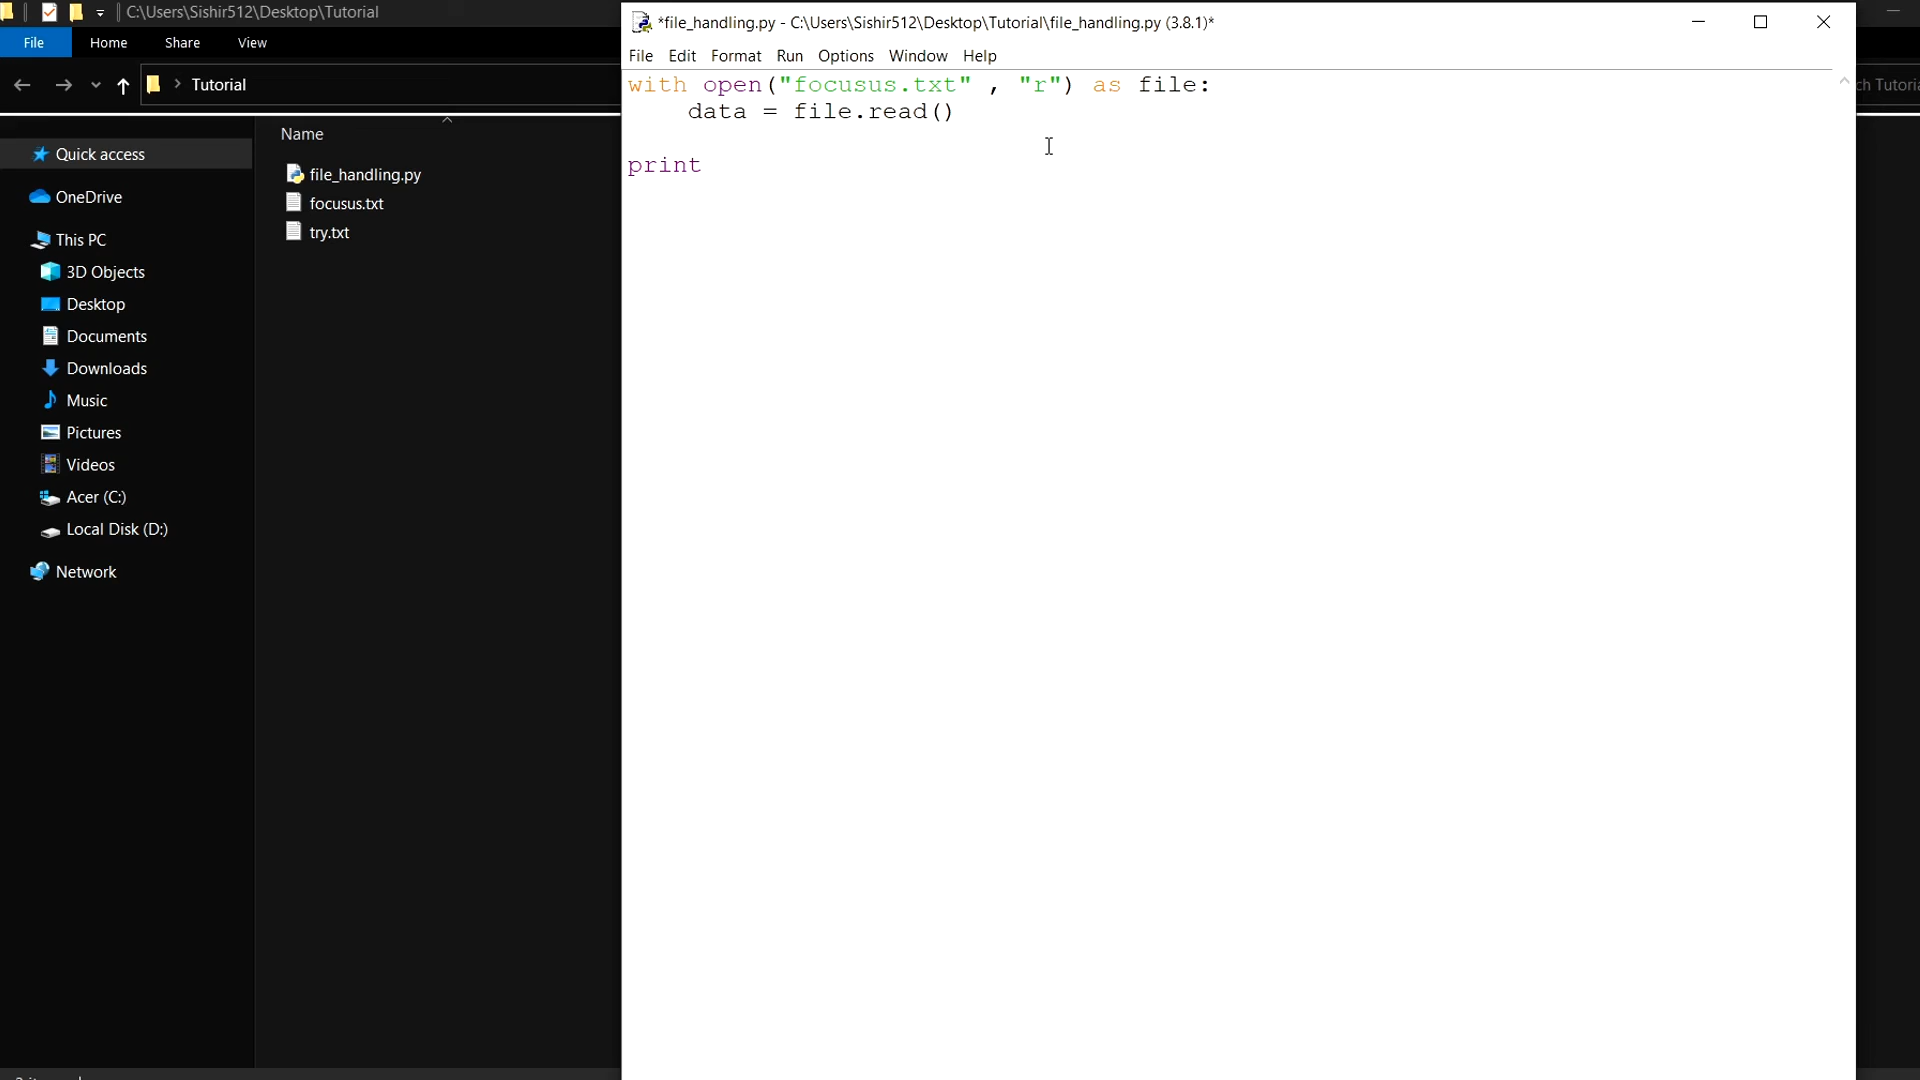 C:\Users\Sishir512\Desktop\Tutorial
File Home Share View
Tutorial
Quick access
OneDrive
This PC
3D Objects
Desktop
Documents
Downloads
Music
Pictures
Videos
Acer (C:)
Local Disk (D:)
Network
Name
file_handling.py
focusus.txt
try.txt
*file_handling.py - C:\Users\Sishir512\Desktop\Tutorial\file_handling.py (3.8.1)*
File Edit Format Run Options Window Help
with open("focusus.txt" , "r") as file:
data = file.read()
print
ch Tutoria